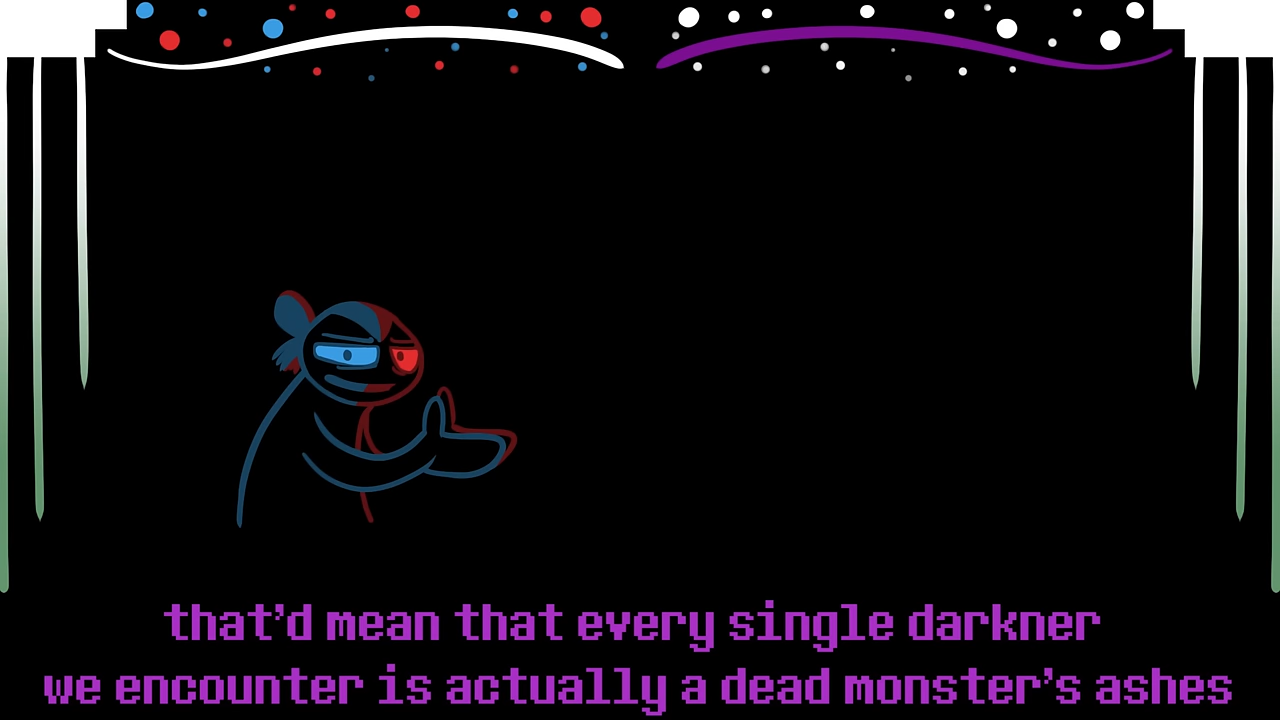 that'd mean that every single darkner
we encounter is actually a dead monster's ashes